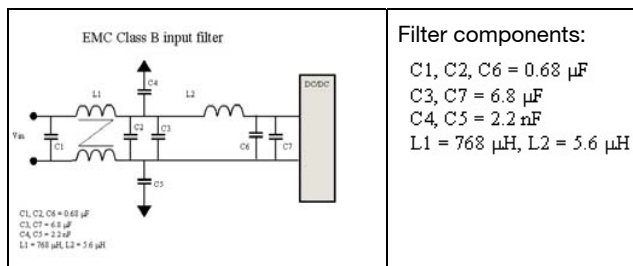 EMC Class B input filter
Filter components:
C1, C2, C6 = 0.68 µF
C3, C7 = 6.8 µF
C4, C5 = 2.2 nF
L1 = 768 µH, L2 = 5.6 µH
C4
L1
L2
DC/DC
Vin
C1
C2
C3
C6
C7
C5
C1, C2, C6 = 0.68 µF
C3, C7 = 6.8 µF
C4, C5 = 2.2 nF
L1 = 768 µH, L2 = 5.6 µH